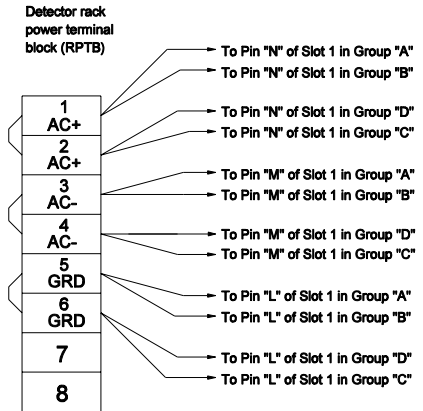 Detector rack
power terminal
block (RPTB)
To Pin "N" of Slot 1 in Group "A"
To Pin "N" of Slot 1 in Group "B"
1
AC+
To Pin "N" of Slot 1 in Group "D"
To Pin "N" of Slot 1 in Group "C"
2
AC+
To Pin "M" of Slot 1 in Group "A"
3
AC-
To Pin "M" of Slot 1 in Group "B"
4
AC-
To Pin "M" of Slot 1 in Group "D"
To Pin "M" of Slot 1 in Group "C"
5
GRD
To Pin "L" of Slot 1 in Group "A"
To Pin "L" of Slot 1 in Group "B"
6
GRD
7
To Pin "L" of Slot 1 in Group "D"
To Pin "L" of Slot 1 in Group "C"
8